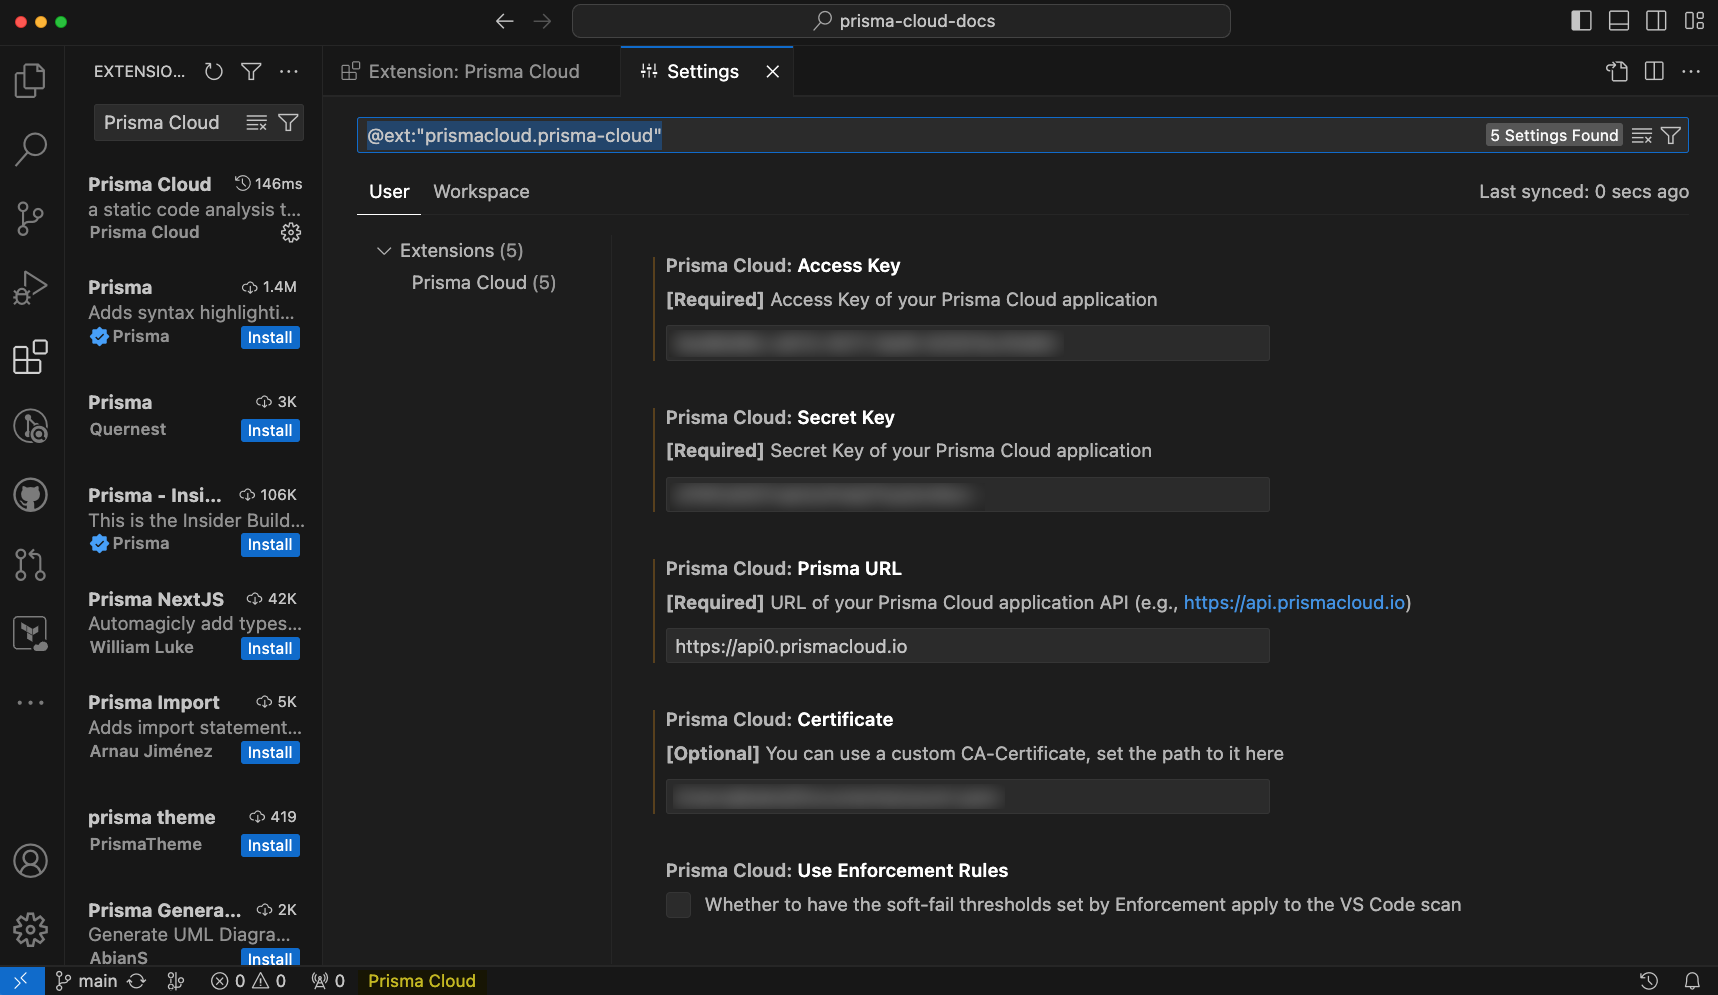 prisma-cloud-docs
EXTENSIO...
Extension: Prisma Cloud
Settings
Prisma Cloud
@ext:"prismacloud.prisma-cloud"
5 Settings Found
User
Workspace
Last synced: 0 secs ago
Prisma Cloud
146ms
a static code analysis t...
Prisma Cloud
Prisma
1.4M
Adds syntax highlighti...
Prisma
Install
Prisma
3K
Quernest
Install
Prisma - Insi...
106K
This is the Insider Build...
Prisma
Install
Prisma NextJS
42K
Automagicly add types...
William Luke
Install
Prisma Import
5K
Adds import statement...
Arnau Jiménez
Install
prisma theme
419
PrismaTheme
Install
Prisma Genera...
2K
Generate UML Diagra...
AbianS
Install
Extensions (5)
Prisma Cloud (5)
Prisma Cloud: Access Key
[Required] Access Key of your Prisma Cloud application
Prisma Cloud: Secret Key
[Required] Secret Key of your Prisma Cloud application
Prisma Cloud: Prisma URL
[Required] URL of your Prisma Cloud application API (e.g., https://api.prismacloud.io)
https://api0.prismacloud.io
Prisma Cloud: Certificate
[Optional] You can use a custom CA-Certificate, set the path to it here
Prisma Cloud: Use Enforcement Rules
Whether to have the soft-fail thresholds set by Enforcement apply to the VS Code scan
main
0
0
0
Prisma Cloud